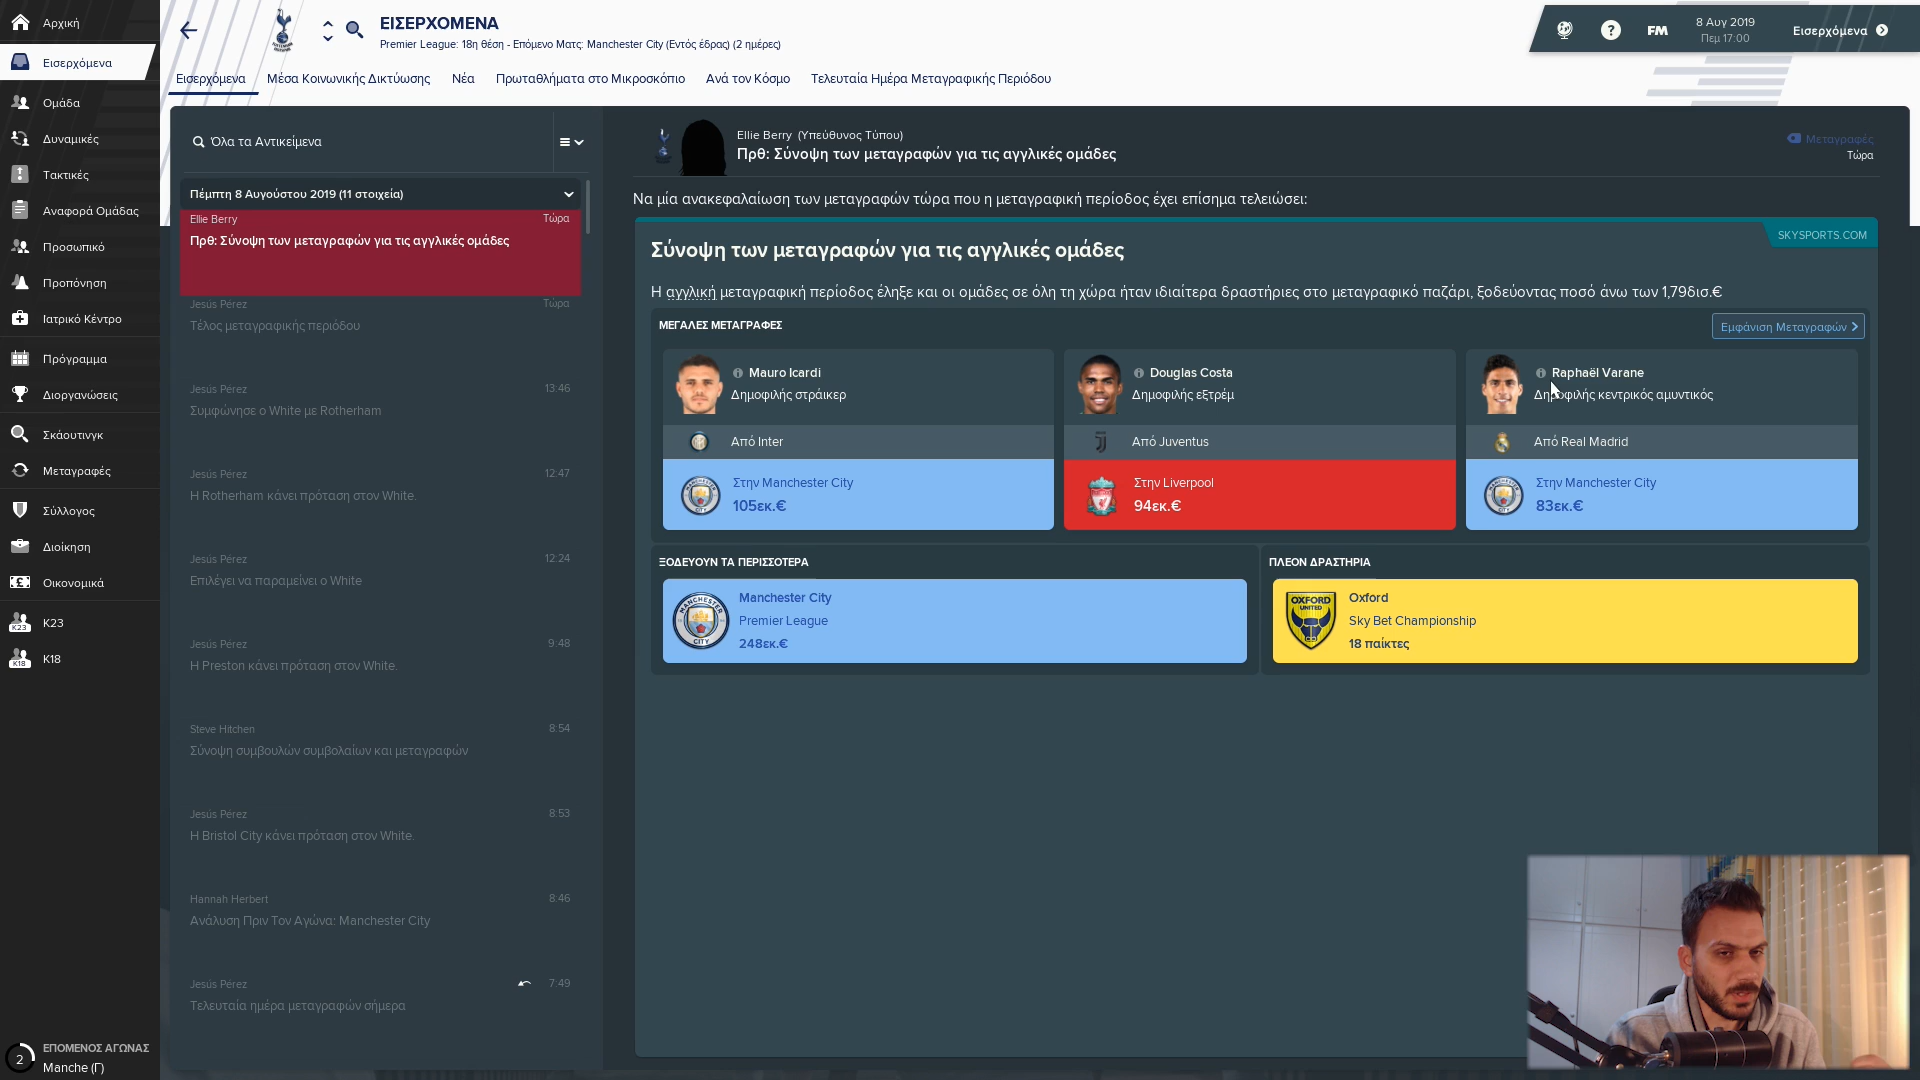 Αρχική
Εισερχόμενα
Ομάδα
Δυναμικές
Τακτικές
Αναφορά Ομάδας
Προσωπικό
Προπόνηση
Ιατρικό Κέντρο
Πρόγραμμα
Διοργανώσεις
Σκάουτινγκ
Μεταγραφές
Σύλλογος
Διοίκηση
Οικονομικά
K23
K23
K18
K18
2
ΕΠΟΜΕΝΟΣ ΑΓΩΝΑΣ
Manche (Γ)
ΕΙΣΕΡΧΟΜΕΝΑ
Premier League: 18η θέση - Επόμενο Ματς: Manchester City (Εντός έδρας) (2 ημέρες)
FM
8 Αυγ 2019
Πεμ 17:00
Εισερχόμενα
Εισερχόμενα
Μέσα Κοινωνικής Δικτύωσης
Νέα
Πρωταθλήματα στο Μικροσκόπιο
Ανά τον Κόσμο
Τελευταία Ημέρα Μεταγραφικής Περιόδου
Όλα τα Αντικείμενα
Πέμπτη 8 Αυγούστου 2019 (11 στοιχεία)
Ellie Berry Τώρα
Πρθ: Σύνοψη των μεταγραφών για τις αγγλικές ομάδες
Jesús Pérez Τώρα
Τέλος μεταγραφικής περιόδου
Jesús Pérez 13:46
Συμφώνησε ο White με Rotherham
Jesús Pérez 12:47
Η Rotherham κάνει πρόταση στον White.
Jesús Pérez 12:24
Επιλέγει να παραμείνει ο White
Jesús Pérez 9:48
Η Preston κάνει πρόταση στον White.
Steve Hitchen 8:54
Σύνοψη συμβουλών συμβολαίων και μεταγραφών
Jesús Pérez 8:53
Η Bristol City κάνει πρόταση στον White.
Hannah Herbert 8:46
Ανάλυση Πριν Τον Αγώνα: Manchester City
Jesús Pérez 7:49
Τελευταία ημέρα μεταγραφών σήμερα
Ellie Berry (Υπεύθυνος Τύπου)
Πρθ: Σύνοψη των μεταγραφών για τις αγγλικές ομάδες
Μεταγραφές
Τώρα
Να μία ανακεφαλαίωση των μεταγραφών τώρα που η μεταγραφική περίοδος έχει επίσημα τελειώσει:
SKYSPORTS.COM
Σύνοψη των μεταγραφών για τις αγγλικές ομάδες
Η αγγλική μεταγραφική περίοδος έληξε και οι ομάδες σε όλη τη χώρα ήταν ιδιαίτερα δραστήριες στο μεταγραφικό παζάρι, ξοδεύοντας ποσό άνω των 1,79δισ.€
ΜΕΓΑΛΕΣ ΜΕΤΑΓΡΑΦΕΣ
Εμφάνιση Μεταγραφών
Mauro Icardi
Δημοφιλής στράικερ
Από Inter
Στην Manchester City
105εκ.€
Douglas Costa
Δημοφιλής εξτρέμ
Από Juventus
Στην Liverpool
94εκ.€
Raphaël Varane
Δημοφιλής κεντρικός αμυντικός
Από Real Madrid
Στην Manchester City
83εκ.€
ΞΟΔΕΥΟΥΝ ΤΑ ΠΕΡΙΣΣΟΤΕΡΑ
Manchester City
Premier League
248εκ.€
ΠΛΕΟΝ ΔΡΑΣΤΗΡΙΑ
OXFORD
UNITED
Oxford
Sky Bet Championship
18 παίκτες